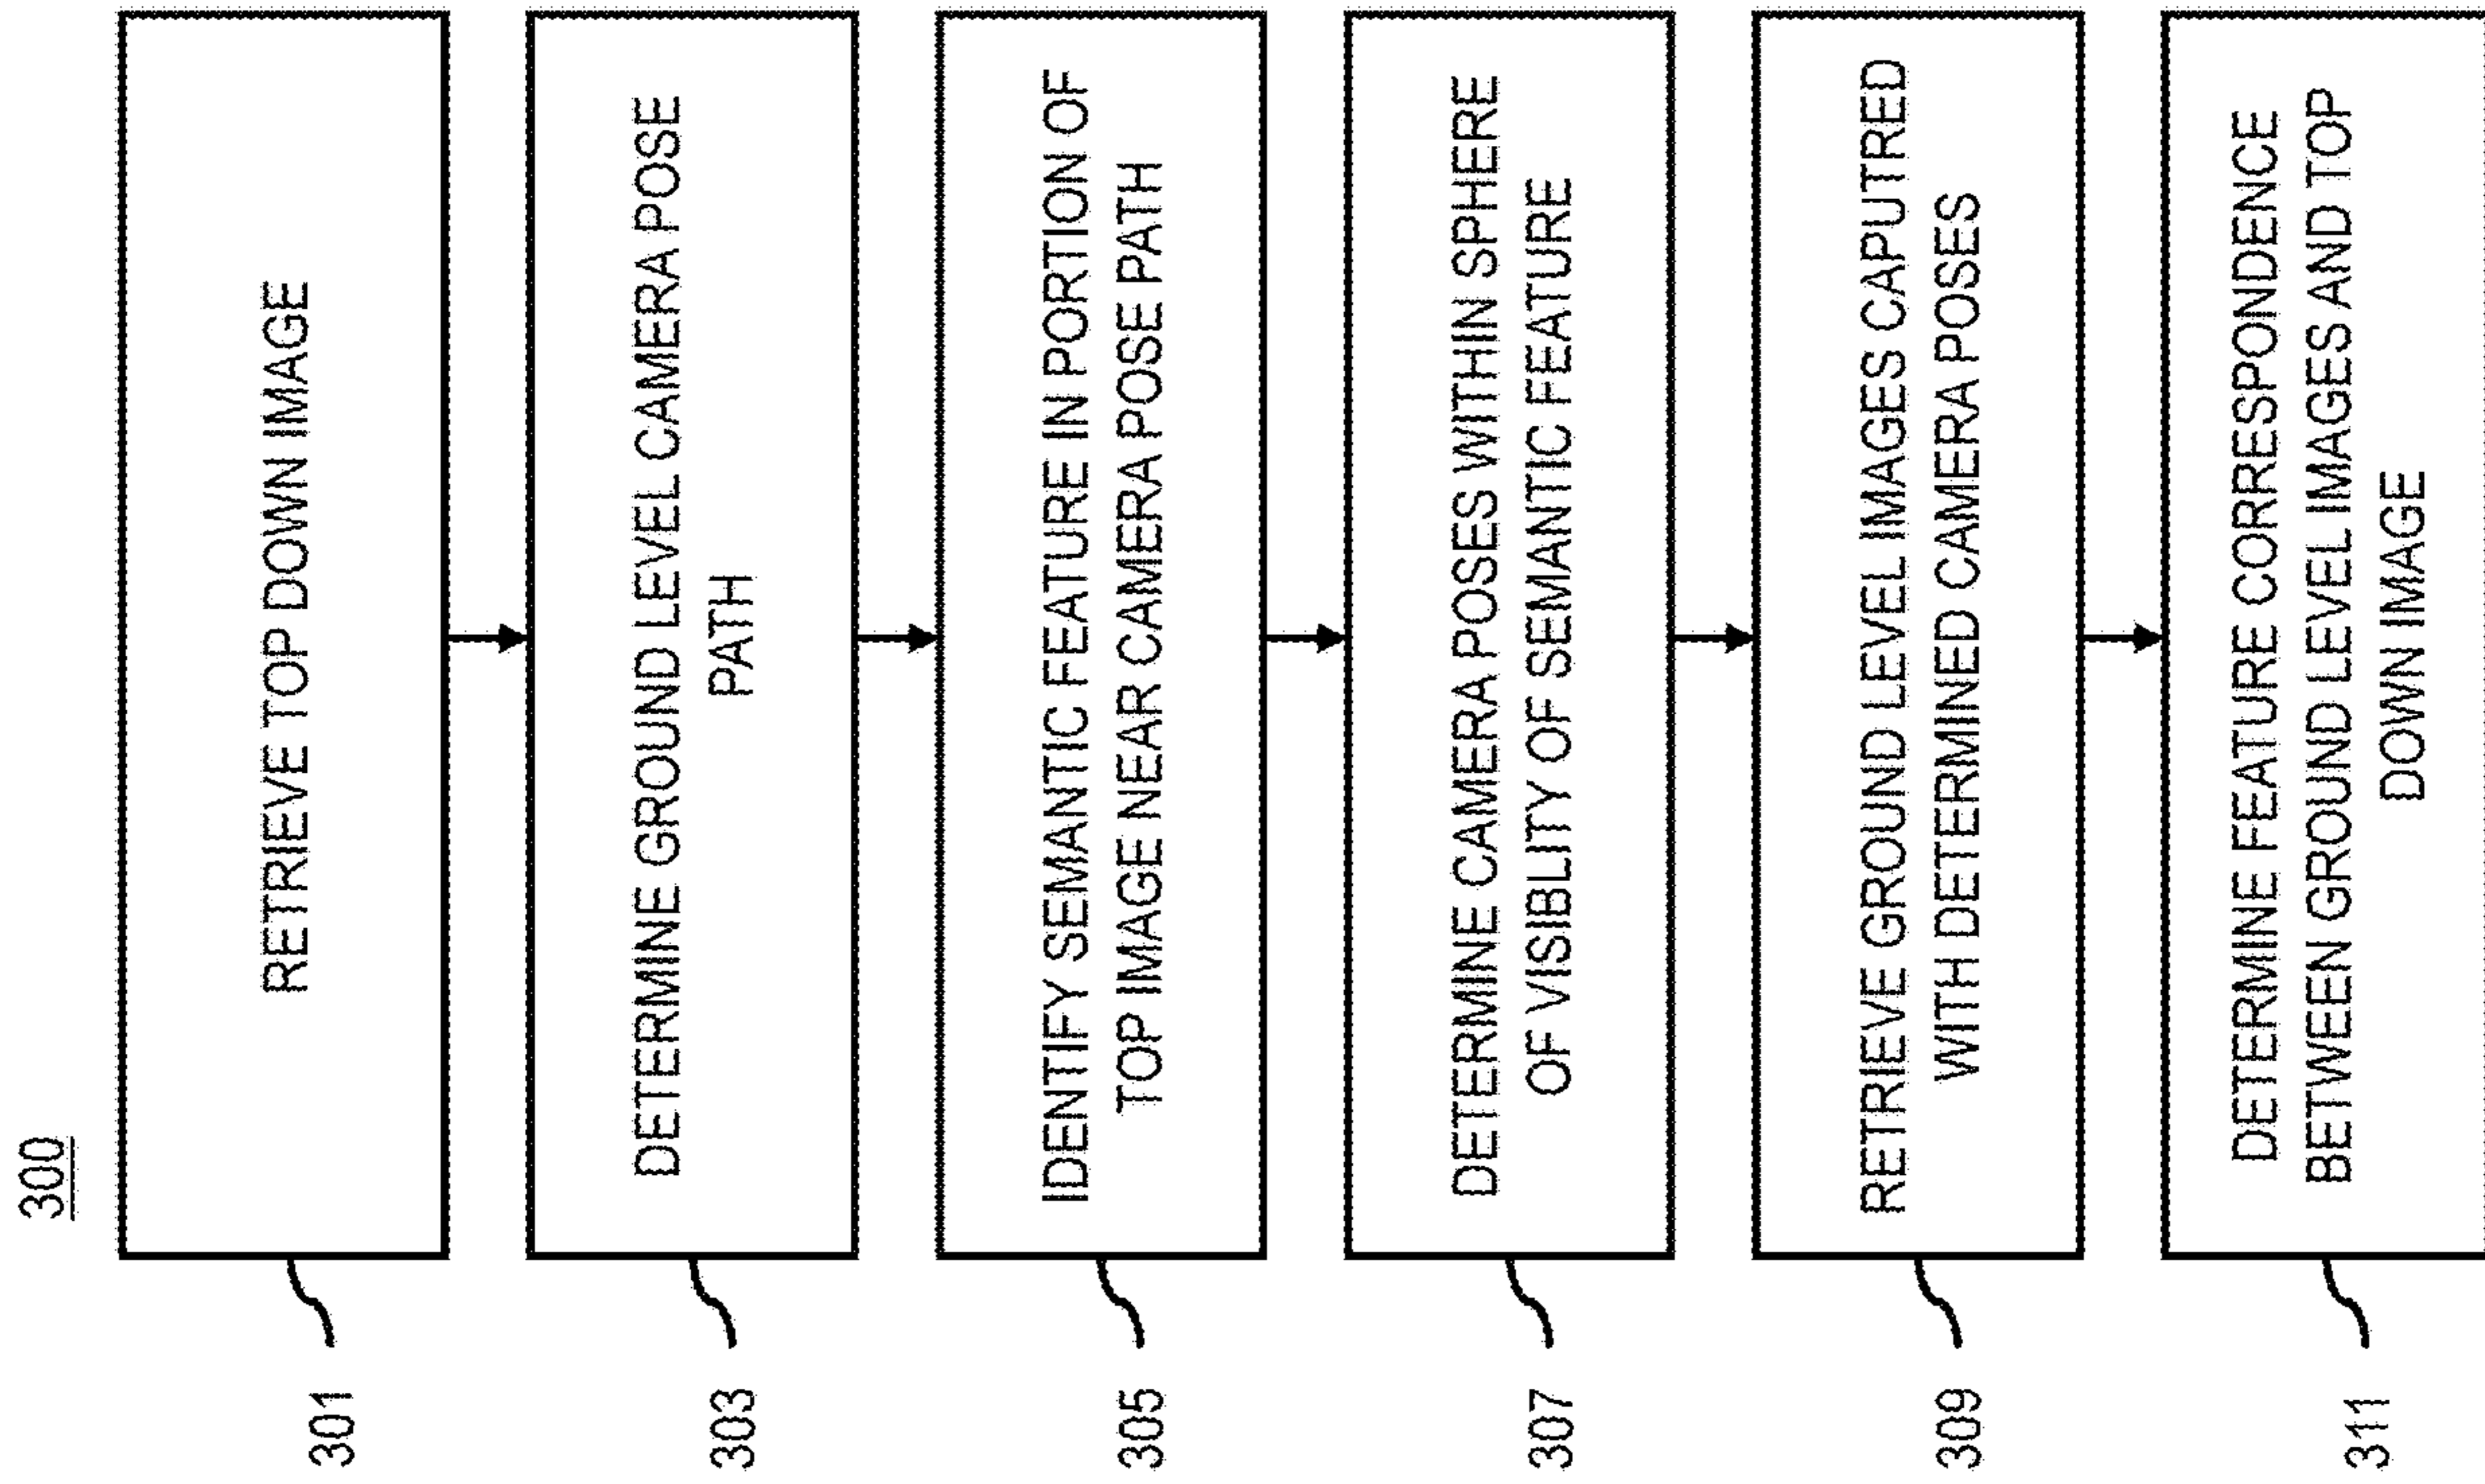 300
301
RETRIEVE TOP DOWN IMAGE
303
DETERMINE GROUND LEVEL CAMERA POSE
PATH
305
IDENTIFY SEMANTIC FEATURE IN PORTION OF
TOP IMAGE NEAR CAMERA POSE PATH
307
DETERMINE CAMERA POSES WITHIN SPHERE
OF VISIBLITY OF SEMANTIC FEATURE
309
RETRIEVE GROUND LEVEL IMAGES CAPUTRED
WITH DETERMINED CAMERA POSES
311
DETERMINE FEATURE CORRESPONDENCE
BETWEEN GROUND LEVEL IMAGES AND TOP
DOWN IMAGE